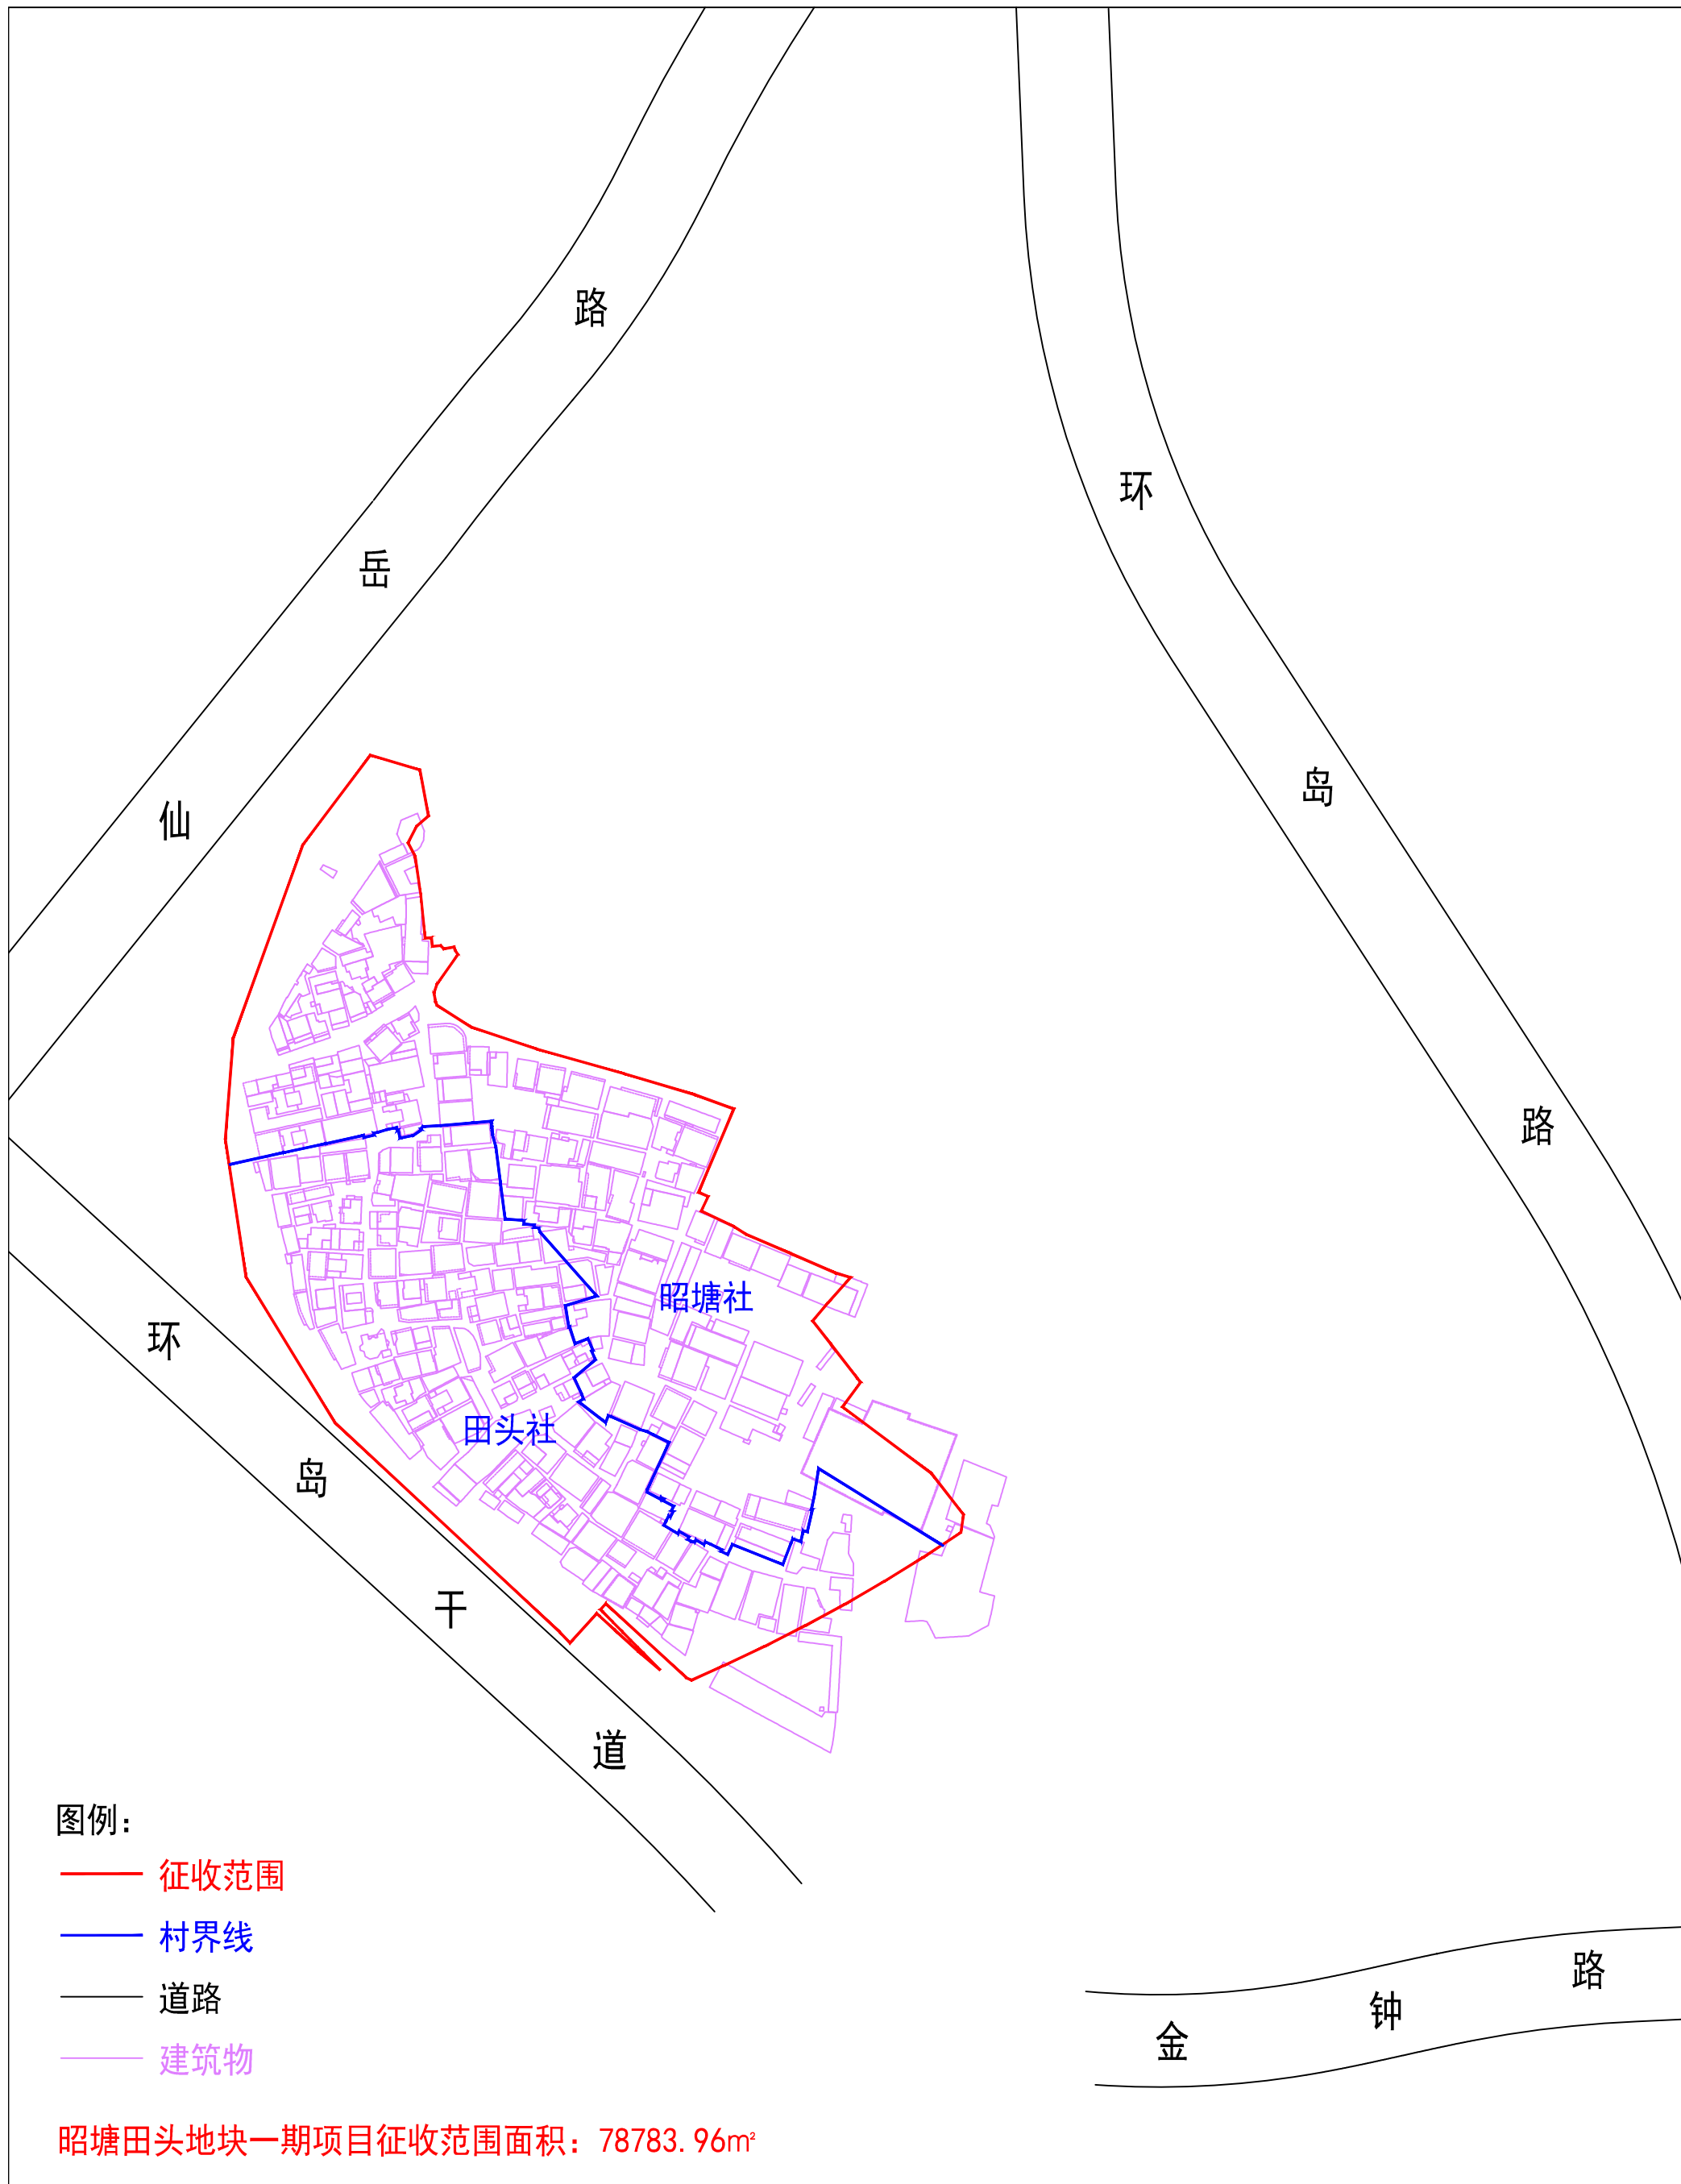 仙岳路
环岛路
昭塘社
田头社
环岛干道
图例：
征收范围
村界线
道路
建筑物
金钟路
昭塘田头地块一期项目征收范围面积：78783.96㎡